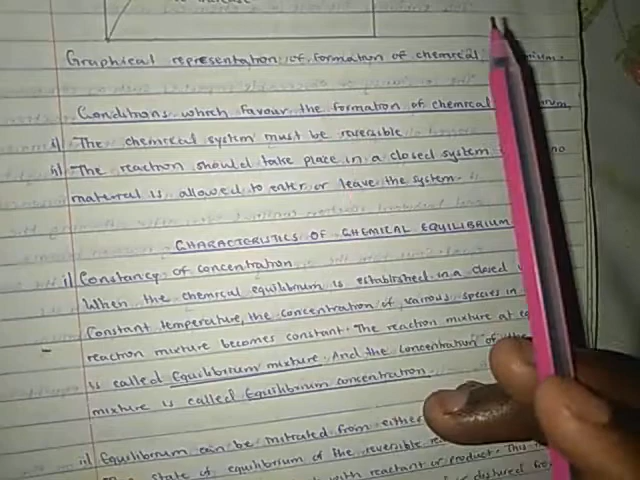 Graphical representation of formation of chemical
Conditions which favour the formation of chemical
i) The chemical system must be reversible
ii) The reaction should take place in a closed system no
material is allowed to enter or leave the system.
CHARACTERISTICS OF CHEMICAL EQUILIBRIUM
i) Constancy of concentration
When the chemical equilibrium is established in a closed
Constant temperature, the concentration of various species in
reaction mixture becomes constant. The reaction mixture at
is called Equilibrium mixture. And the concentration of
mixture is called Equilibrium concentration.
ii) Equilibrium can be initiated from either
state of equilibrium of the reversible
with reactant or product.